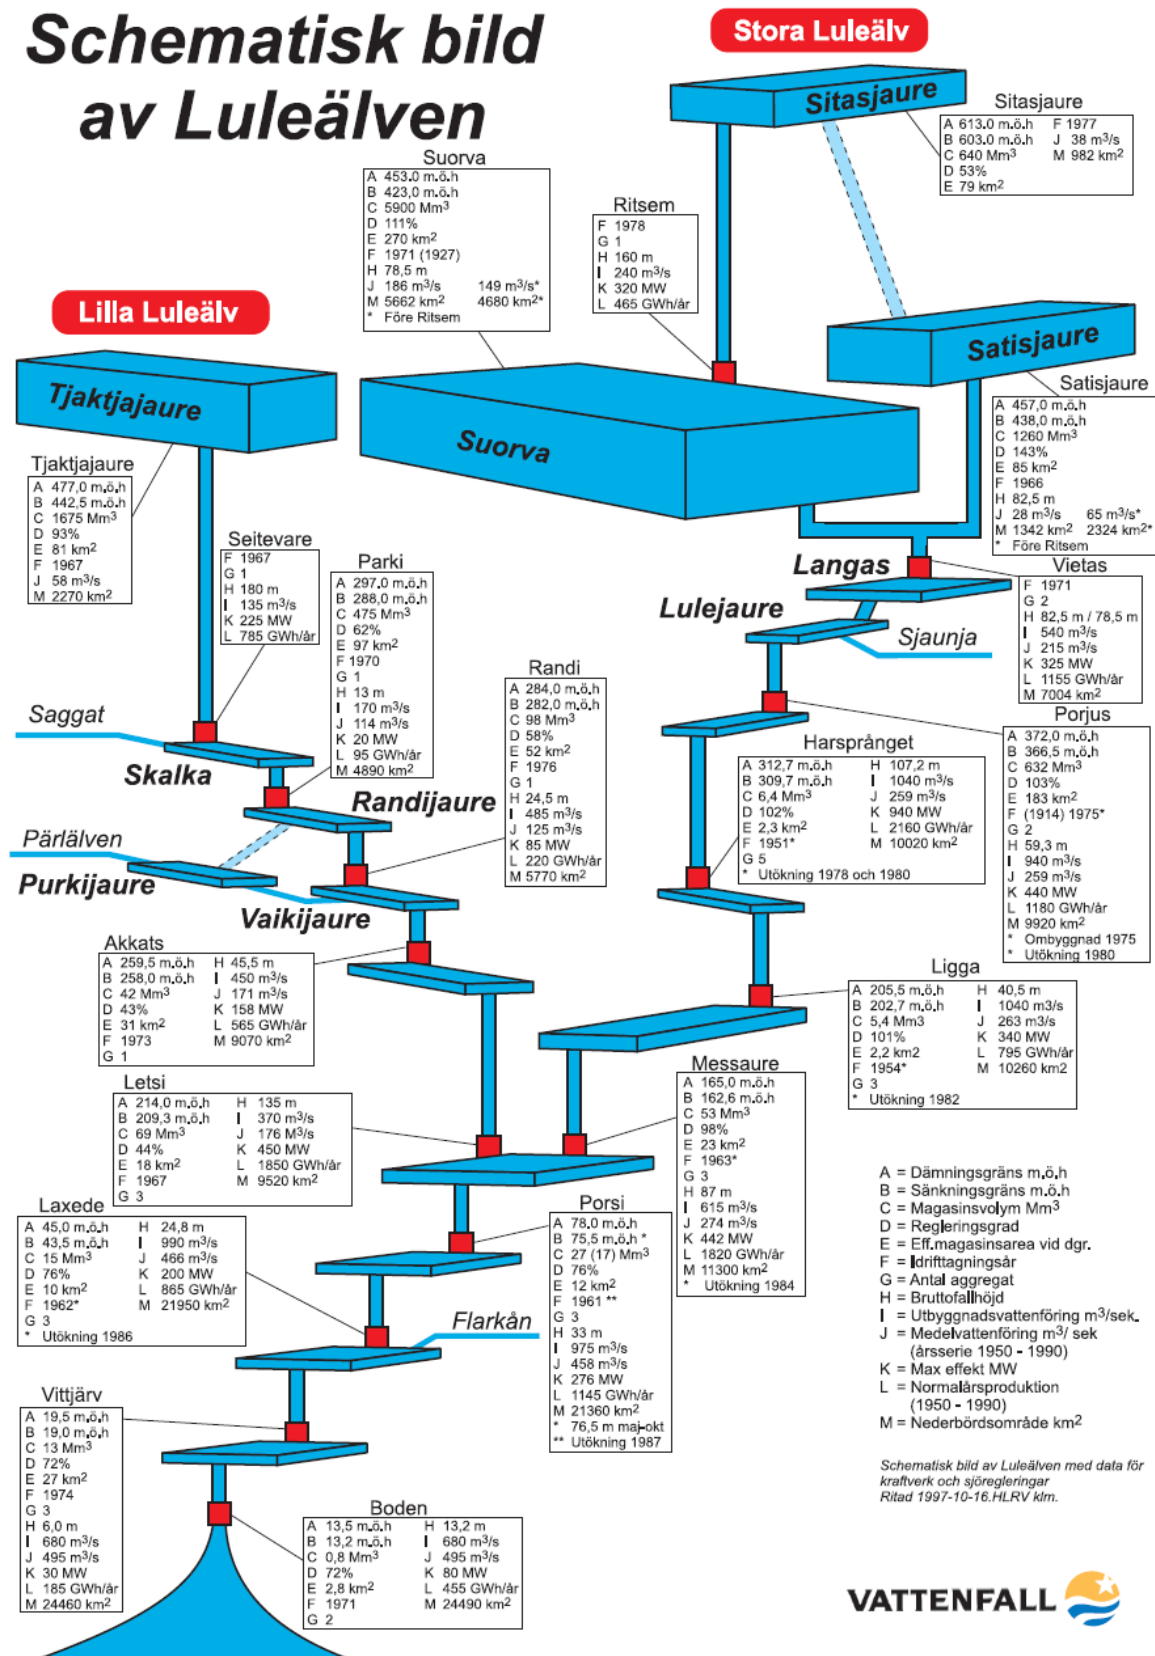 Schematisk bild
av Luleälven
Stora Luleälv
Sitasjaure
Sitasjaure
A 613.0 m.ö.h F 1977
B 603.0 m.ö.h J 38 m³/s
C 640 Mm³ M 982 km²
D 53%
E 79 km²
Suorva
A 453.0 m.ö.h
B 423,0 m.ö.h
C 5900 Mm³
D 111%
E 270 km²
F 1971 (1927)
H 78,5 m
J 186 m³/s 149 m³/s*
M 5662 km² 4680 km²*
* Före Ritsem
Ritsem
F 1978
G 1
H 160 m
I 240 m³/s
K 320 MW
L 465 GWh/år
Lilla Luleälv
Tjaktjajaure
Suorva
Satisjaure
Satisjaure
A 457,0 m.ö.h
B 438,0 m.ö.h
C 1260 Mm³
D 143%
E 85 km²
F 1966
H 82,5 m
J 28 m³/s 65 m³/s*
M 1342 km² 2324 km²*
* Före Ritsem
Tjaktjajaure
A 477,0 m.ö.h
B 442,5 m.ö.h
C 1675 Mm³
D 93%
E 81 km²
F 1967
J 58 m³/s
M 2270 km²
Seitevare
F 1967
G 1
H 180 m
I 135 m³/s
K 225 MW
L 785 GWh/år
Parki
A 297.0 m.ö.h
B 288,0 m.ö.h
C 475 Mm³
D 62%
E 97 km²
F 1970
G 1
H 13 m
I 170 m³/s
J 114 m³/s
K 20 MW
L 95 GWh/år
M 4890 km²
Langas
Lulejaure
Sjaunja
Vietas
F 1971
G 2
H 82,5 m / 78,5 m
I 540 m³/s
J 215 m³/s
K 325 MW
L 1155 GWh/år
M 7004 km²
Randi
A 284,0 m.ö.h
B 282,0 m.ö.h
C 98 Mm³
D 58%
E 52 km²
F 1976
G 1
H 24,5 m
I 485 m³/s
J 125 m³/s
K 85 MW
L 220 GWh/år
M 5770 km²
Saggat
Skalka
Randijaure
Pärlälven
Purkijaure
Vaikijaure
Porjus
A 372,0 m.ö.h
B 366,5 m.ö.h
C 632 Mm³
D 103%
E 183 km²
F (1914) 1975*
G 2
H 59,3 m
I 940 m³/s
J 259 m³/s
K 440 MW
L 1180 GWh/år
M 9920 km²
* Ombyggnad 1975
* Utökning 1980
Harsprånget
A 312,7 m.ö.h H 107,2 m
B 309,7 m.ö.h I 1040 m³/s
C 6,4 Mm³ J 259 m³/s
D 102% K 940 MW
E 2,3 km² L 2160 GWh/år
F 1951* M 10020 km²
G 5
* Utökning 1978 och 1980
Akkats
A 259,5 m.ö.h H 45,5 m
B 258,0 m.ö.h I 450 m³/s
C 42 Mm³ J 171 m³/s
D 43% K 158 MW
E 31 km² L 565 GWh/år
F 1973 M 9070 km²
G 1
Ligga
A 205,5 m.ö.h H 40,5 m
B 202,7 m.ö.h I 1040 m3/s
C 5,4 Mm3 J 263 m3/s
D 101% K 340 MW
E 2,2 km2 L 795 GWh/år
F 1954* M 10260 km2
G 3
* Utökning 1982
Letsi
A 214,0 m.ö.h H 135 m
B 209,3 m.ö.h I 370 m³/s
C 69 Mm³ J 176 M³/s
D 44% K 450 MW
E 18 km² L 1850 GWh/år
F 1967 M 9520 km²
G 3
Messaure
A 165,0 m.ö.h
B 162,6 m.ö.h
C 53 Mm³
D 98%
E 23 km²
F 1963*
G 3
H 87 m
I 615 m³/s
J 274 m³/s
K 442 MW
L 1820 GWh/år
M 11300 km²
* Utökning 1984
Laxede
A 45,0 m.ö.h H 24,8 m
B 43,5 m.ö.h I 990 m³/s
C 15 Mm³ J 466 m³/s
D 76% K 200 MW
E 10 km² L 865 GWh/år
F 1962* M 21950 km²
G 3
* Utökning 1986
Porsi
A 78.0 m.ö.h
B 75,5 m.ö.h *
C 27 (17) Mm³
D 76%
E 12 km²
F 1961 **
G 3
H 33 m
I 975 m³/s
J 458 m³/s
K 276 MW
L 1145 GWh/år
M 21360 km²
* 76,5 m maj-okt
** Utökning 1987
Flarkån
Vittjärv
A 19,5 m.ö.h
B 19,0 m.ö.h
C 13 Mm³
D 72%
E 27 km²
F 1974
G 3
H 6,0 m
I 680 m³/s
J 495 m³/s
K 30 MW
L 185 GWh/år
M 24460 km²
Boden
A 13,5 m.ö.h H 13,2 m
B 13,2 m.ö.h I 680 m³/s
C 0,8 Mm³ J 495 m³/s
D 72% K 80 MW
E 2,8 km² L 455 GWh/år
F 1971 M 24490 km²
G 2
A = Dämningsgräns m.ö.h
B = Sänkningsgräns m.ö.h
C = Magasinsvolym Mm³
D = Regleringsgrad
E = Eff.magasinsarea vid dgr.
F = Idrifttagningsår
G = Antal aggregat
H = Bruttofallhöjd
I = Utbyggnadsvattenföring m³/sek.
J = Medelvattenföring m³/ sek
(årsserie 1950 - 1990)
K = Max effekt MW
L = Normalårsproduktion
(1950 - 1990)
M = Nederbördsområde km²
Schematisk bild av Luleälven med data för
kraftverk och sjöregleringar
Ritad 1997-10-16.HLRV klm.
VATTENFALL